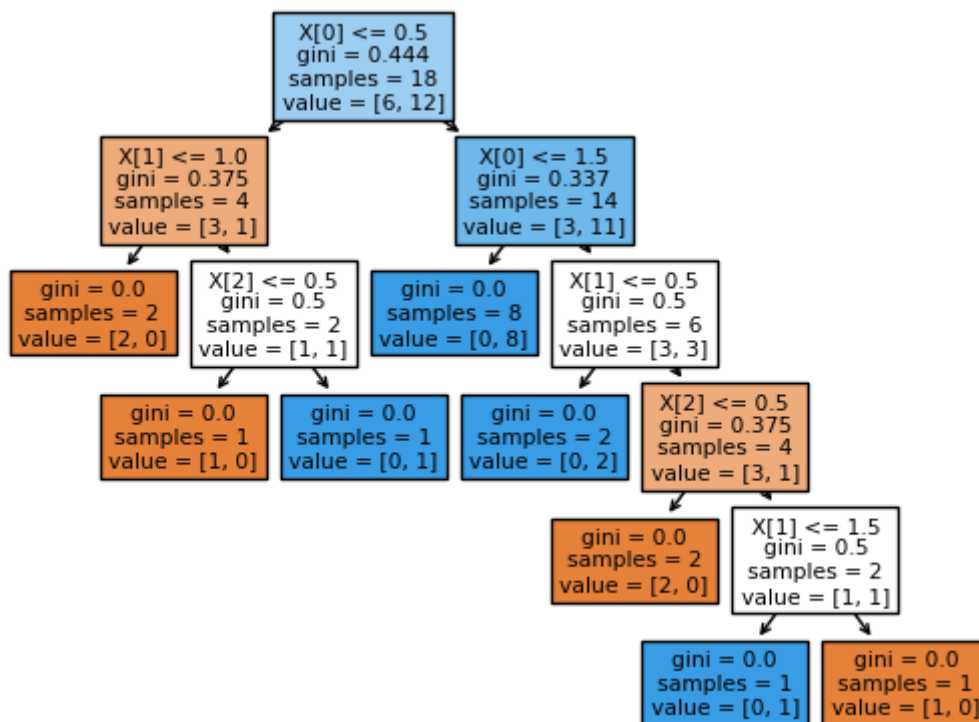 X[0] <= 0.5
gini = 0.444
samples = 18
value = [6, 12]
X[1] <= 1.0
gini = 0.375
samples = 4
value = [3, 1]
X[0] <= 1.5
gini = 0.337
samples = 14
value = [3, 11]
gini = 0.0
samples = 2
value = [2, 0]
X[2] <= 0.5
gini = 0.5
samples = 2
value = [1, 1]
gini = 0.0
samples = 8
value = [0, 8]
X[1] <= 0.5
gini = 0.5
samples = 6
value = [3, 3]
gini = 0.0
samples = 1
value = [1, 0]
gini = 0.0
samples = 1
value = [0, 1]
gini = 0.0
samples = 2
value = [0, 2]
X[2] <= 0.5
gini = 0.375
samples = 4
value = [3, 1]
gini = 0.0
samples = 2
value = [2, 0]
X[1] <= 1.5
gini = 0.5
samples = 2
value = [1, 1]
gini = 0.0
samples = 1
value = [0, 1]
gini = 0.0
samples = 1
value = [1, 0]